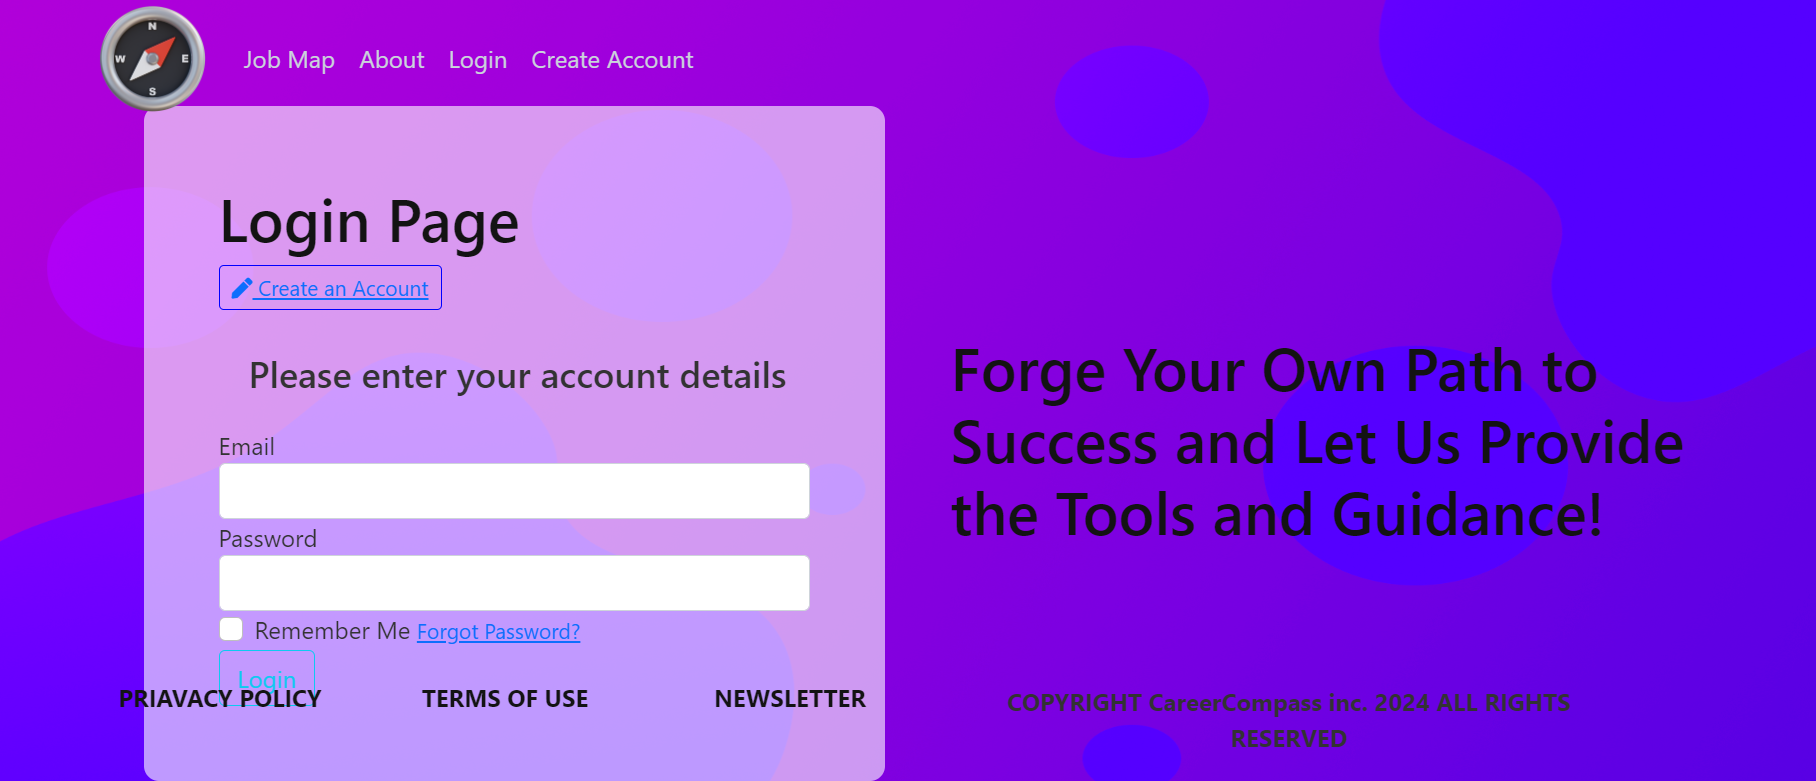 N
W E
S
Job Map About Login Create Account
Login Page
Create an Account
Please enter your account details
Email
Password
Remember Me Forgot Password?
Login
Forge Your Own Path to
Success and Let Us Provide
the Tools and Guidance!
PRIAVACY POLICY TERMS OF USE NEWSLETTER
COPYRIGHT CareerCompass inc. 2024 ALL RIGHTS
RESERVED